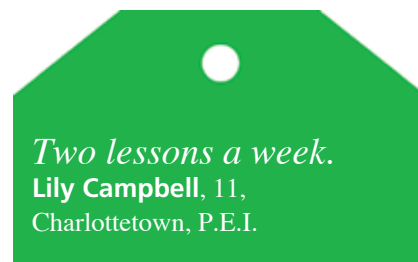 Two lessons a week.
Lily Campbell, 11,
Charlottetown, P.E.I.